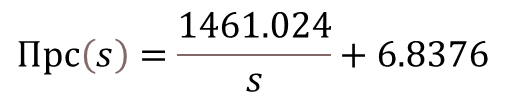 Прс(s) = 1461.024/s + 6.8376